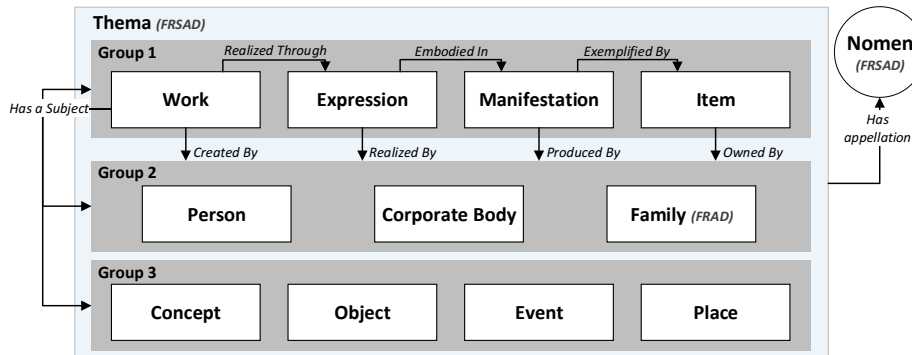 Thema (FRSAD)
Group 1
Realized Through
Embodied In
Exemplified By
Nomen
(FRSAD)
Work
Expression
Manifestation
Item
Has a Subject
Has
appellation
Created By
Realized By
Produced By
Owned By
Group 2
Person
Corporate Body
Family (FRAD)
Group 3
Concept
Object
Event
Place